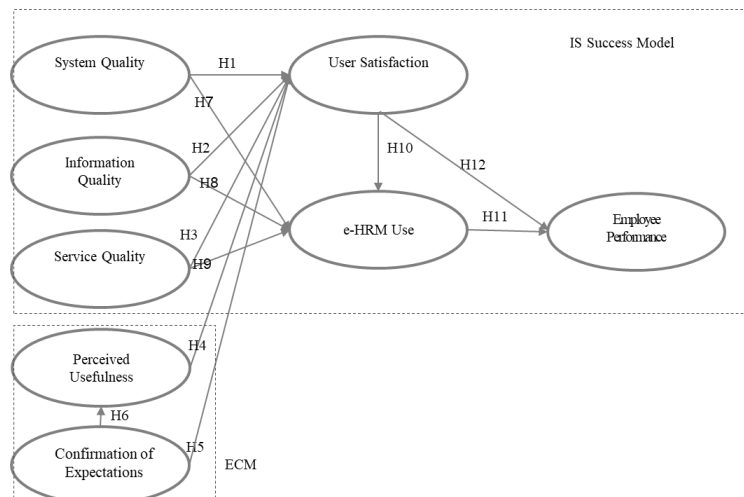 IS Success Model
System Quality
H1
User Satisfaction
H7
Information
Quality
H2
H8
H10
H12
Service Quality
H3
H9
e-HRM Use
H11
Employee
Performance
Perceived
Usefulness
H4
H6
Confirmation of
Expectations
H5
ECM